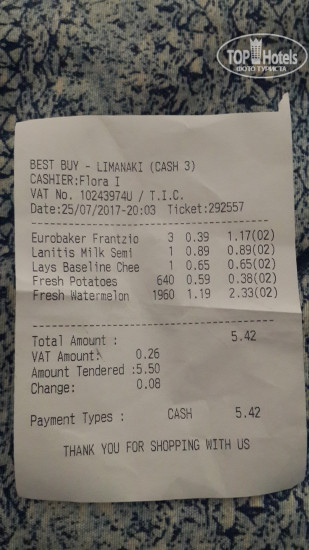 TOP Hotels
ФОТО ТУРИСТА
BEST BUY - LIMANAKI (CASH 3)
CASHIER:Flora I
VAT No. 10243974U / T.I.C.
Date:25/07/2017-20:03 Ticket:292557
Eurobaker Frantzio 3 0.39 1.17(02)
Lanitis Milk Semi 1 0.89 0.89(02)
Lays Baseline Chee 1 0.65 0.65(02)
Fresh Potatoes 640 0.59 0.38(02)
Fresh Watermelon 1960 1.19 2.33(02)
Total Amount : 5.42
VAT Amount: 0.26
Amount Tendered :5.50
Change: 0.08
Payment Types : CASH 5.42
THANK YOU FOR SHOPPING WITH US